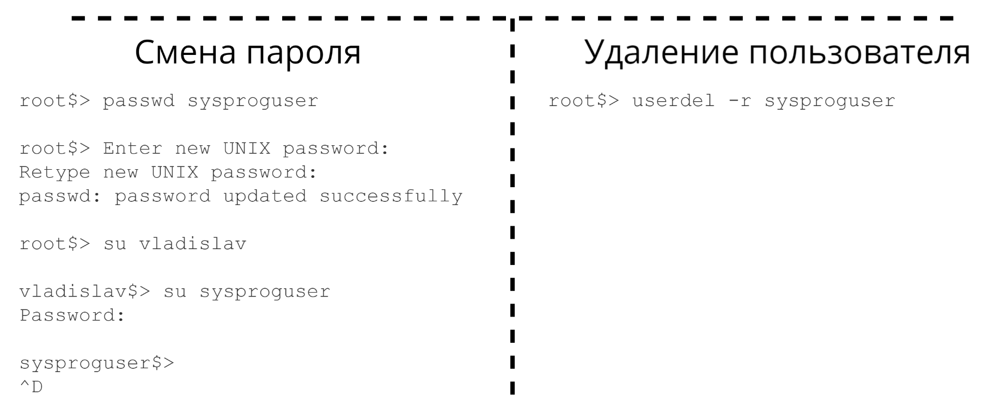 Смена пароля
root$> passwd sysproguser
root$> Enter new UNIX password:
Retype new UNIX password:
passwd: password updated successfully
root$> su vladislav
vladislav$> su sysproguser
Password:
sysproguser$>
^D
Удаление пользователя
root$> userdel -r sysproguser